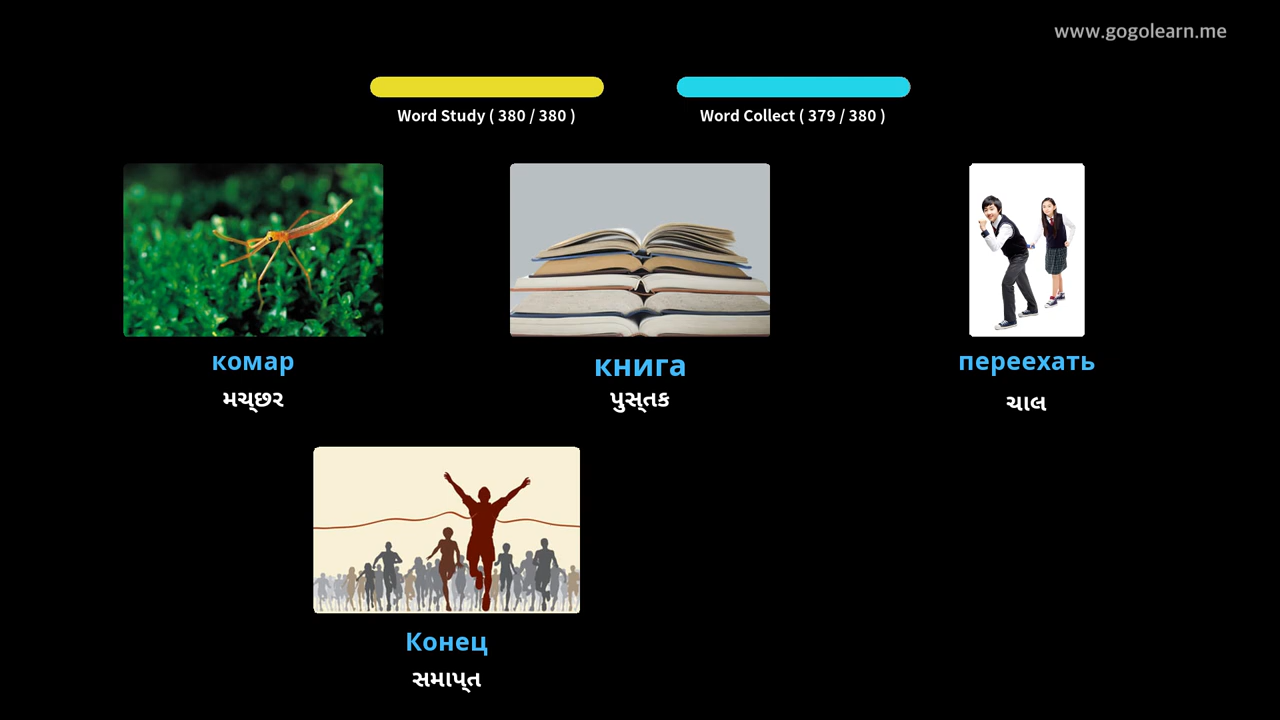 www.gogolearn.me
Word Study ( 380 / 380 )
Word Collect ( 379 / 380 )
комар
મચ્છર
книга
પુસ્તક
переехать
ચાલ
Конец
સમાપ્ત